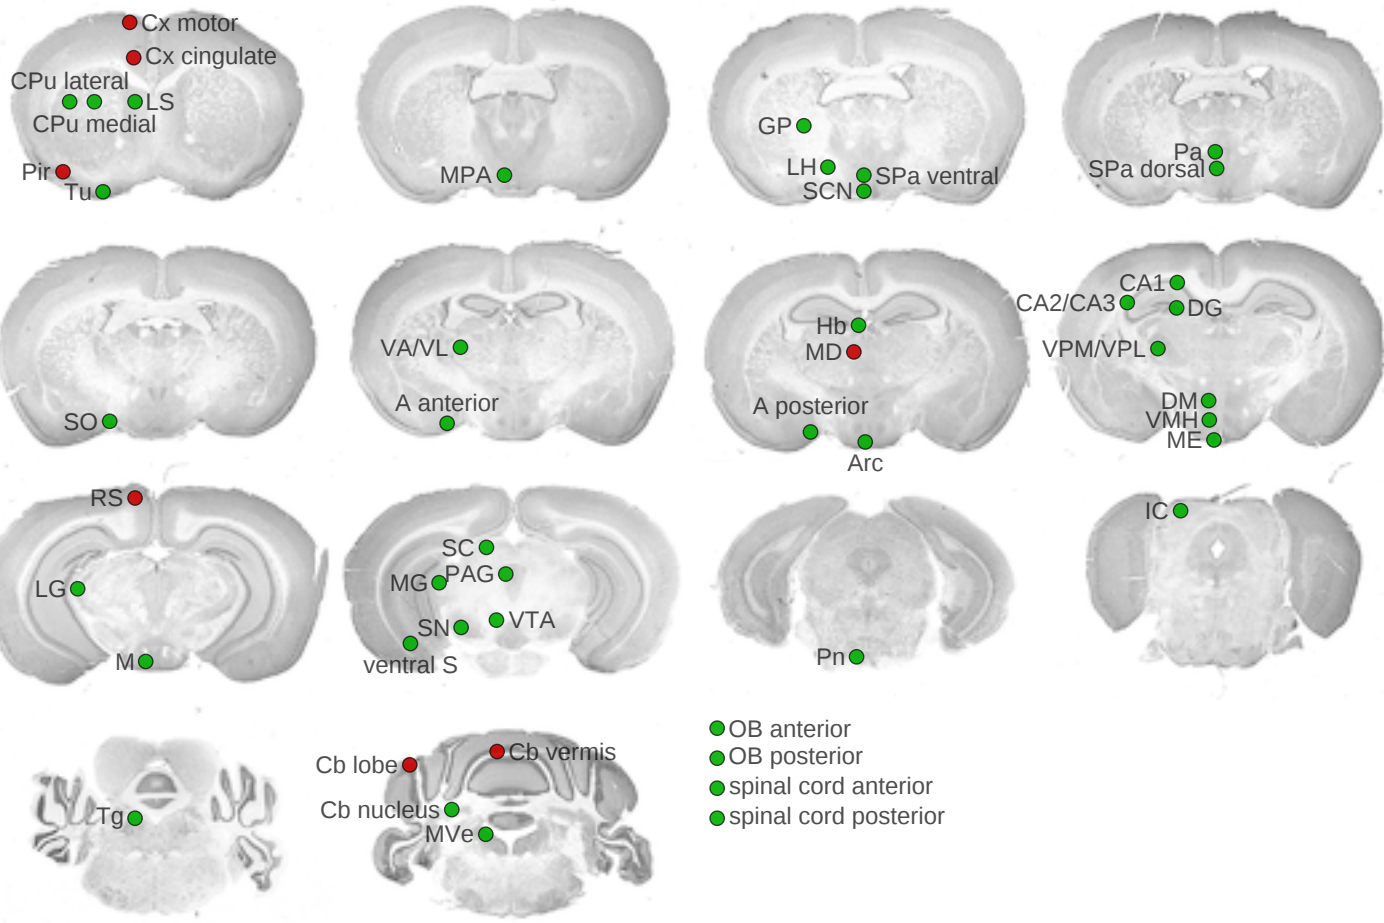 Cx motor
Cx cingulate
CPu lateral
LS
CPu medial
Pir
Tu
MPA
GP
LH
SPa ventral
SCN
Pa
SPa dorsal
SO
VA/VL
A anterior
Hb
MD
A posterior
Arc
CA1
CA2/CA3
DG
VPM/VPL
DM
VMH
ME
RS
LG
M
SC
MG
PAG
SN
VTA
ventral S
Pn
IC
Tg
Cb lobe
Cb vermis
Cb nucleus
MVe
OB anterior
OB posterior
spinal cord anterior
spinal cord posterior